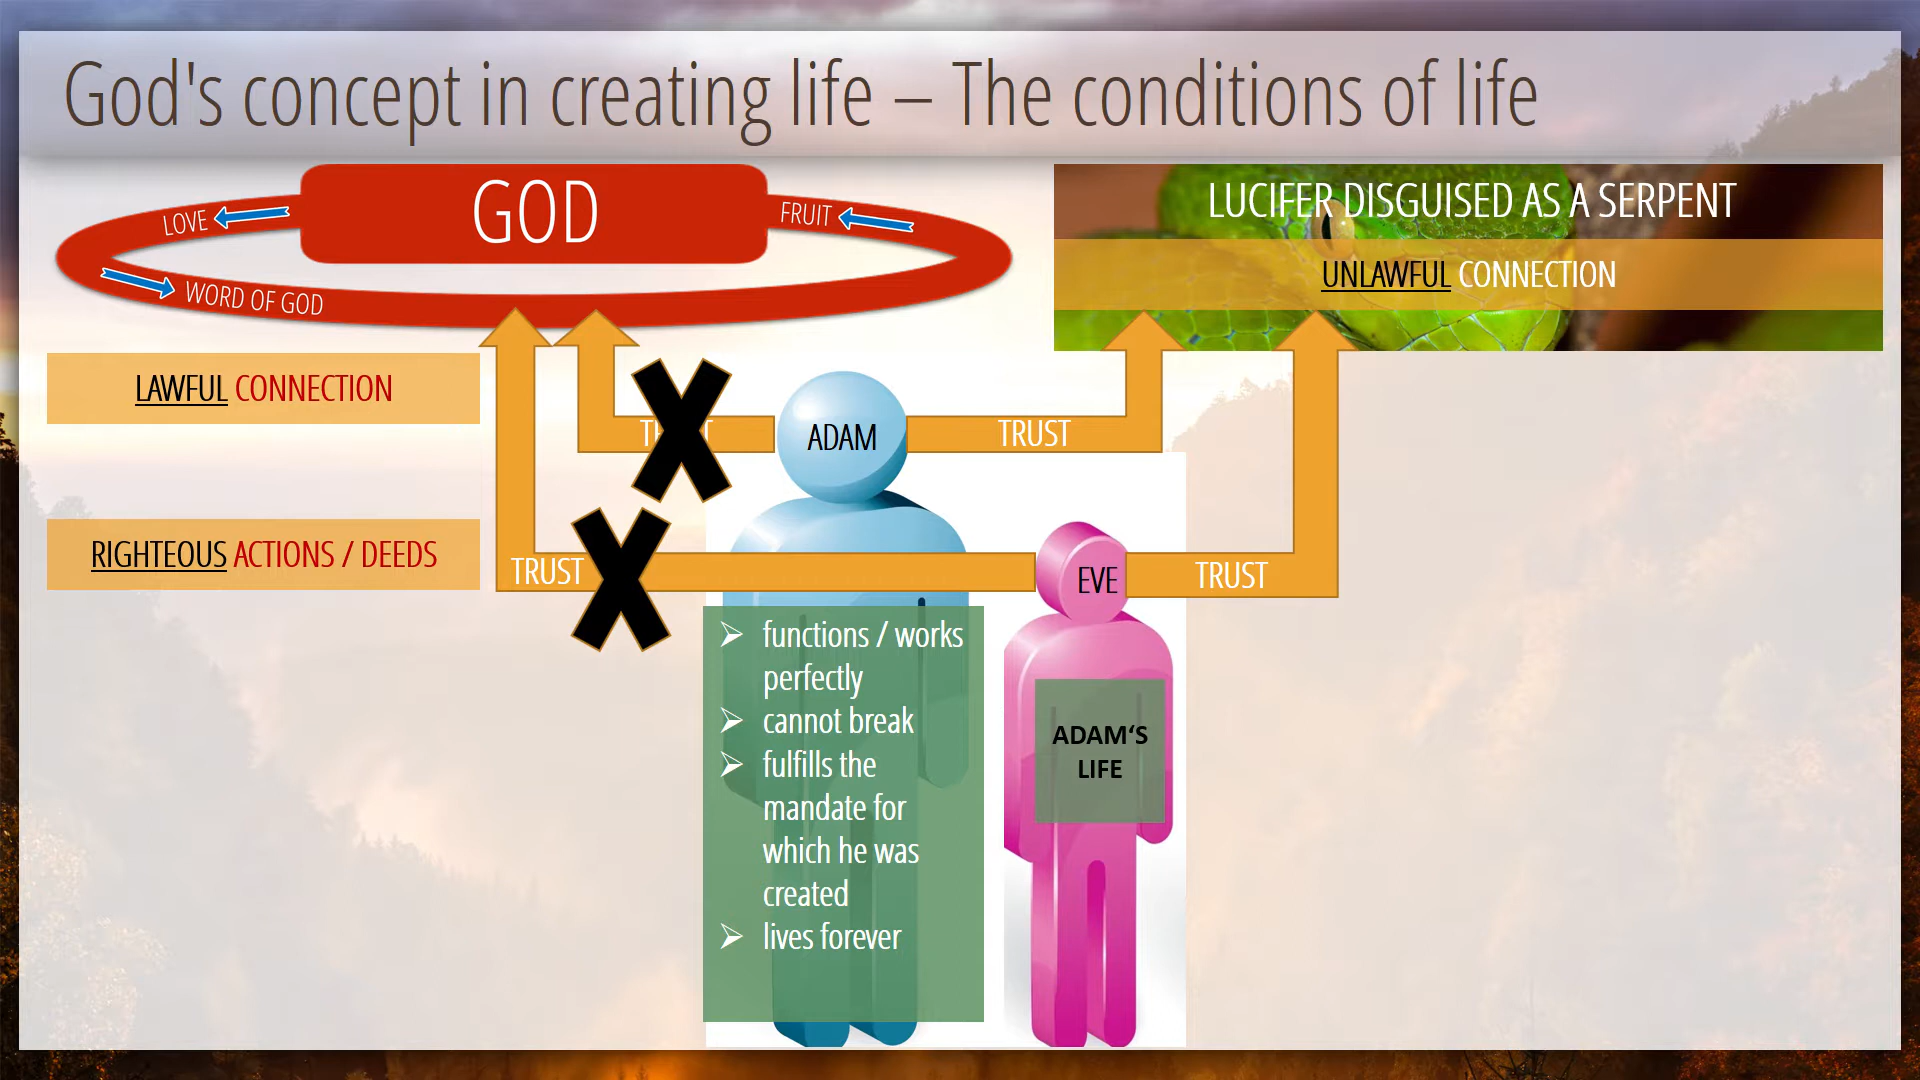 God's concept in creating life – The conditions of life
GOD
LOVE
FRUIT
WORD OF GOD
LUCIFER DISGUISED AS A SERPENT
UNLAWFUL CONNECTION
LAWFUL CONNECTION
ADAM
TRUST
RIGHTEOUS ACTIONS / DEEDS
TRUST
EVE
TRUST
➢ functions / works
perfectly
➢ cannot break
➢ fulfills the
mandate for
which he was
created
➢ lives forever
ADAM‘S
LIFE